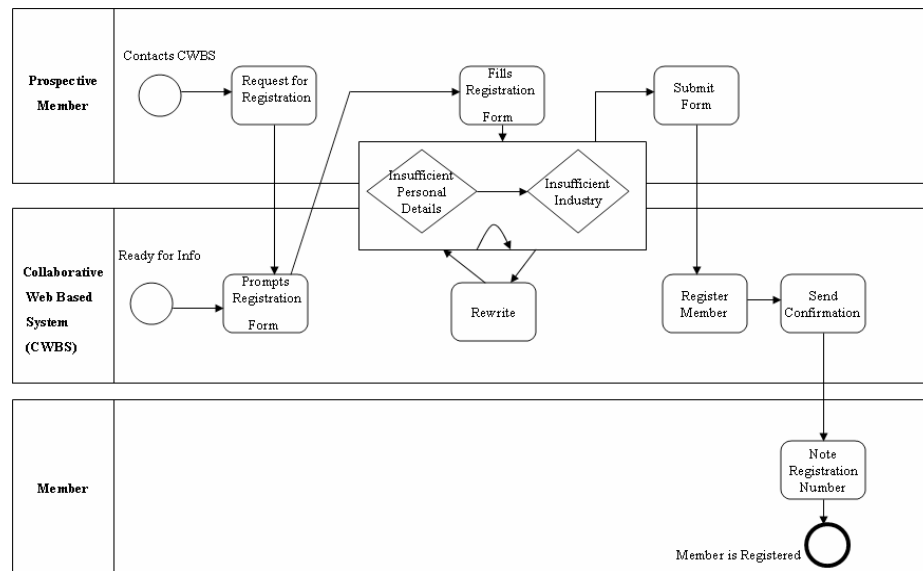 Prospective
Member
Contacts CWBS
Request for
Registration
Fills
Registration
Form
Submit
Form
Insufficient
Personal
Details
Insufficient
Industry
Collaborative
Web Based
System
(CWBS)
Ready for Info
Prompts
Registration
Form
Rewrite
Register
Member
Send
Confirmation
Member
Note
Registration
Number
Member is Registered